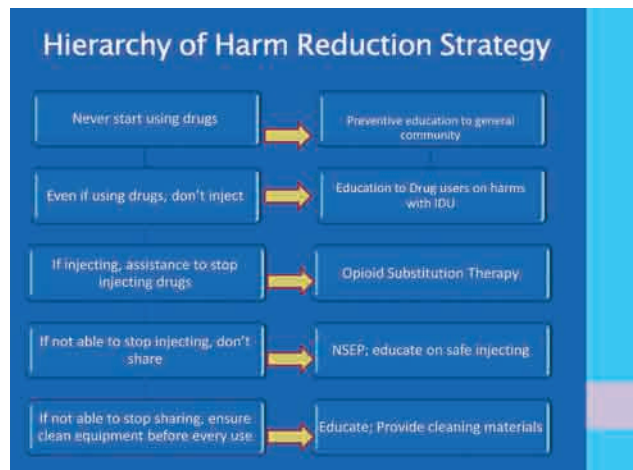 Hierarchy of Harm Reduction Strategy
Never start using drugs
Preventive education to general
community
Even if using drugs, don't inject
Education to Drug users on harms
with IDU
If injecting, assistance to stop
injecting drugs
Opioid Substitution Therapy
If not able to stop injecting, don't
share
NSEP; educate on safe injecting
If not able to stop sharing, ensure
clean equipment before every use
Educate; Provide cleaning materials